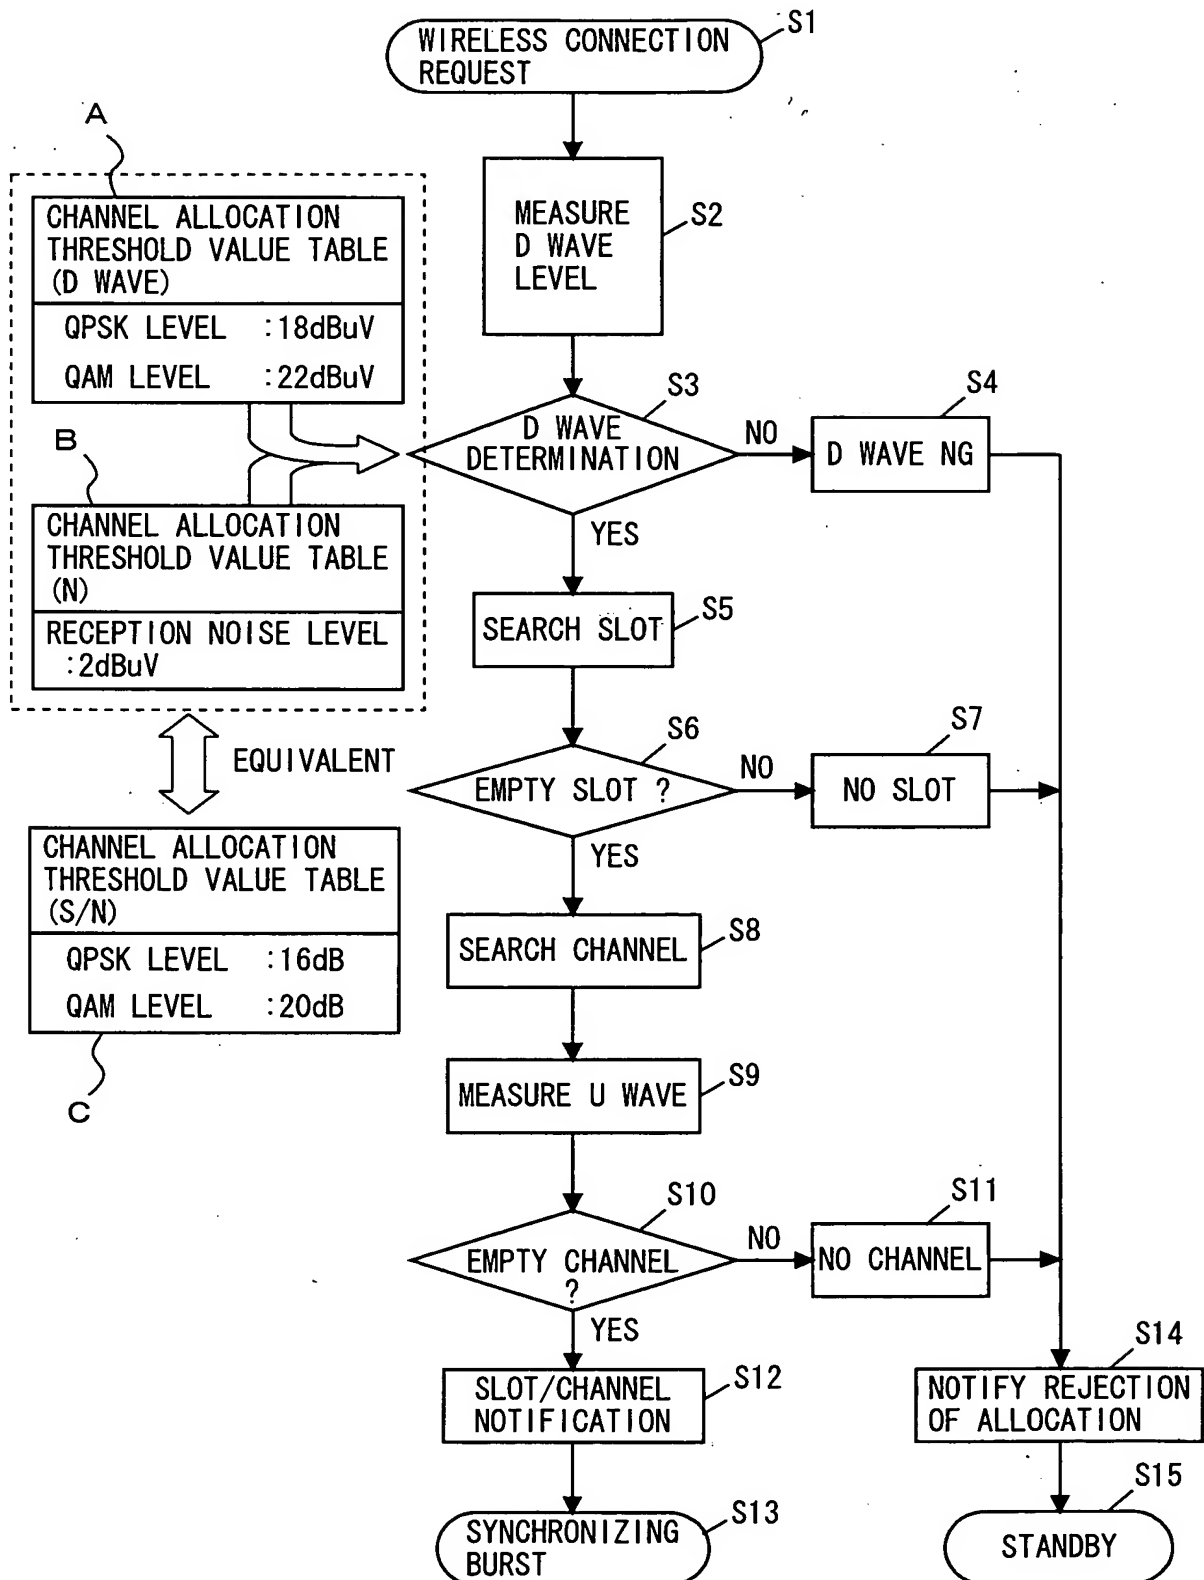 WIRELESS CONNECTION
REQUEST
S1
A
CHANNEL ALLOCATION
THRESHOLD VALUE TABLE
(D WAVE)
QPSK LEVEL :18dBuV
QAM LEVEL :22dBuV
MEASURE
D WAVE
LEVEL
S2
B
CHANNEL ALLOCATION
THRESHOLD VALUE TABLE
(N)
RECEPTION NOISE LEVEL
:2dBuV
D WAVE
DETERMINATION
S3
NO
D WAVE NG
S4
YES
SEARCH SLOT
S5
EQUIVALENT
EMPTY SLOT ?
S6
NO
NO SLOT
S7
YES
CHANNEL ALLOCATION
THRESHOLD VALUE TABLE
(S/N)
QPSK LEVEL :16dB
QAM LEVEL :20dB
C
SEARCH CHANNEL
S8
MEASURE U WAVE
S9
EMPTY CHANNEL
?
S10
NO
NO CHANNEL
S11
YES
SLOT/CHANNEL
NOTIFICATION
S12
NOTIFY REJECTION
OF ALLOCATION
S14
SYNCHRONIZING
BURST
S13
STANDBY
S15